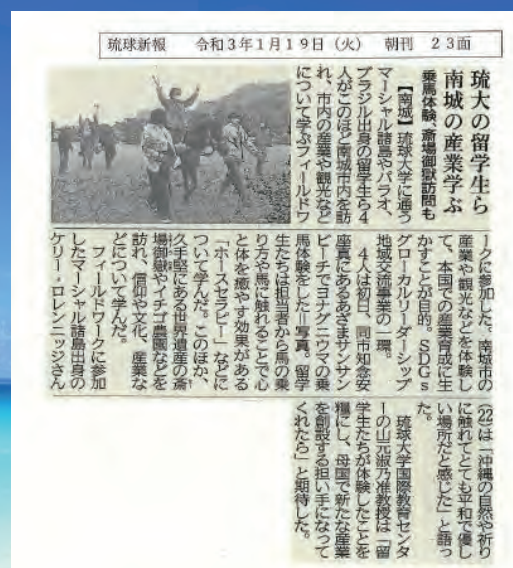 琉球新報 令和3年1月19日（火） 朝刊 23面
琉大の留学生ら
南城の産業学ぶ
乗馬体験、斎場御嶽訪問も
【南城】琉球大学に通う
マーシャル諸島やパラオ、
ブラジル出身の留学生ら4
人がこのほど南城市内を訪
れ、市内の産業や観光など
について学ぶフィールドワ
ークに参加した。南城市の
産業や観光などを体験し
て、本国での産業育成に生
かすことが目的。SDGs
グローカルリーダーシップ
地域交流事業の一環。
4人は初日、同市知念安
座真にあるあざまサンサン
ビーチでヨナグニウマの乗
馬体験をした＝写真。留学
生たちは担当者から馬の乗
り方や馬に触れることで心
と体を癒やす効果がある
「ホースセラピー」などに
ついて学んだ。このほか、
久手堅にある世界遺産の斎
場御嶽やイチゴ農園などを
訪れ、信仰や文化、産業な
どについて学んだ。
フィールドワークに参加
したマーシャル諸島出身の
ケリー・ロレンニッジさん
(22)は「沖縄の自然や祈り
に触れてとても平和で優し
い場所だと感じた」と語っ
た。
琉球大学国際教育センタ
ーの山元淑乃准教授は「留
学生たちが体験したことを
糧にし、母国で新たな産業
を創設する担い手になって
くれたら」と期待した。